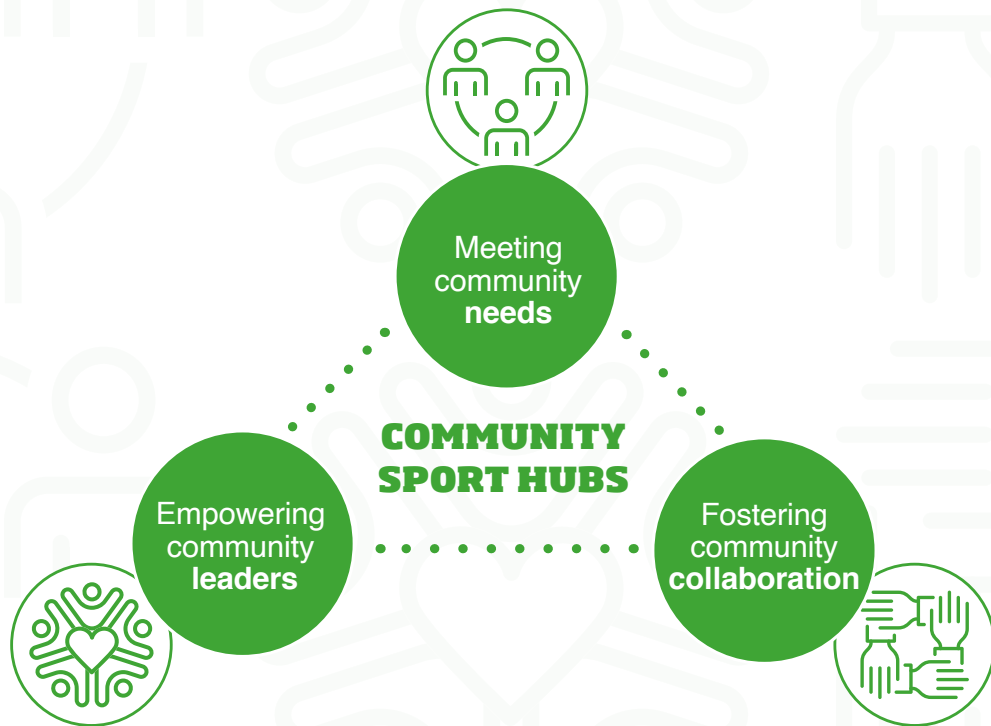 Meeting
community
needs
COMMUNITY
SPORT HUBS
Empowering
community
leaders
Fostering
community
collaboration